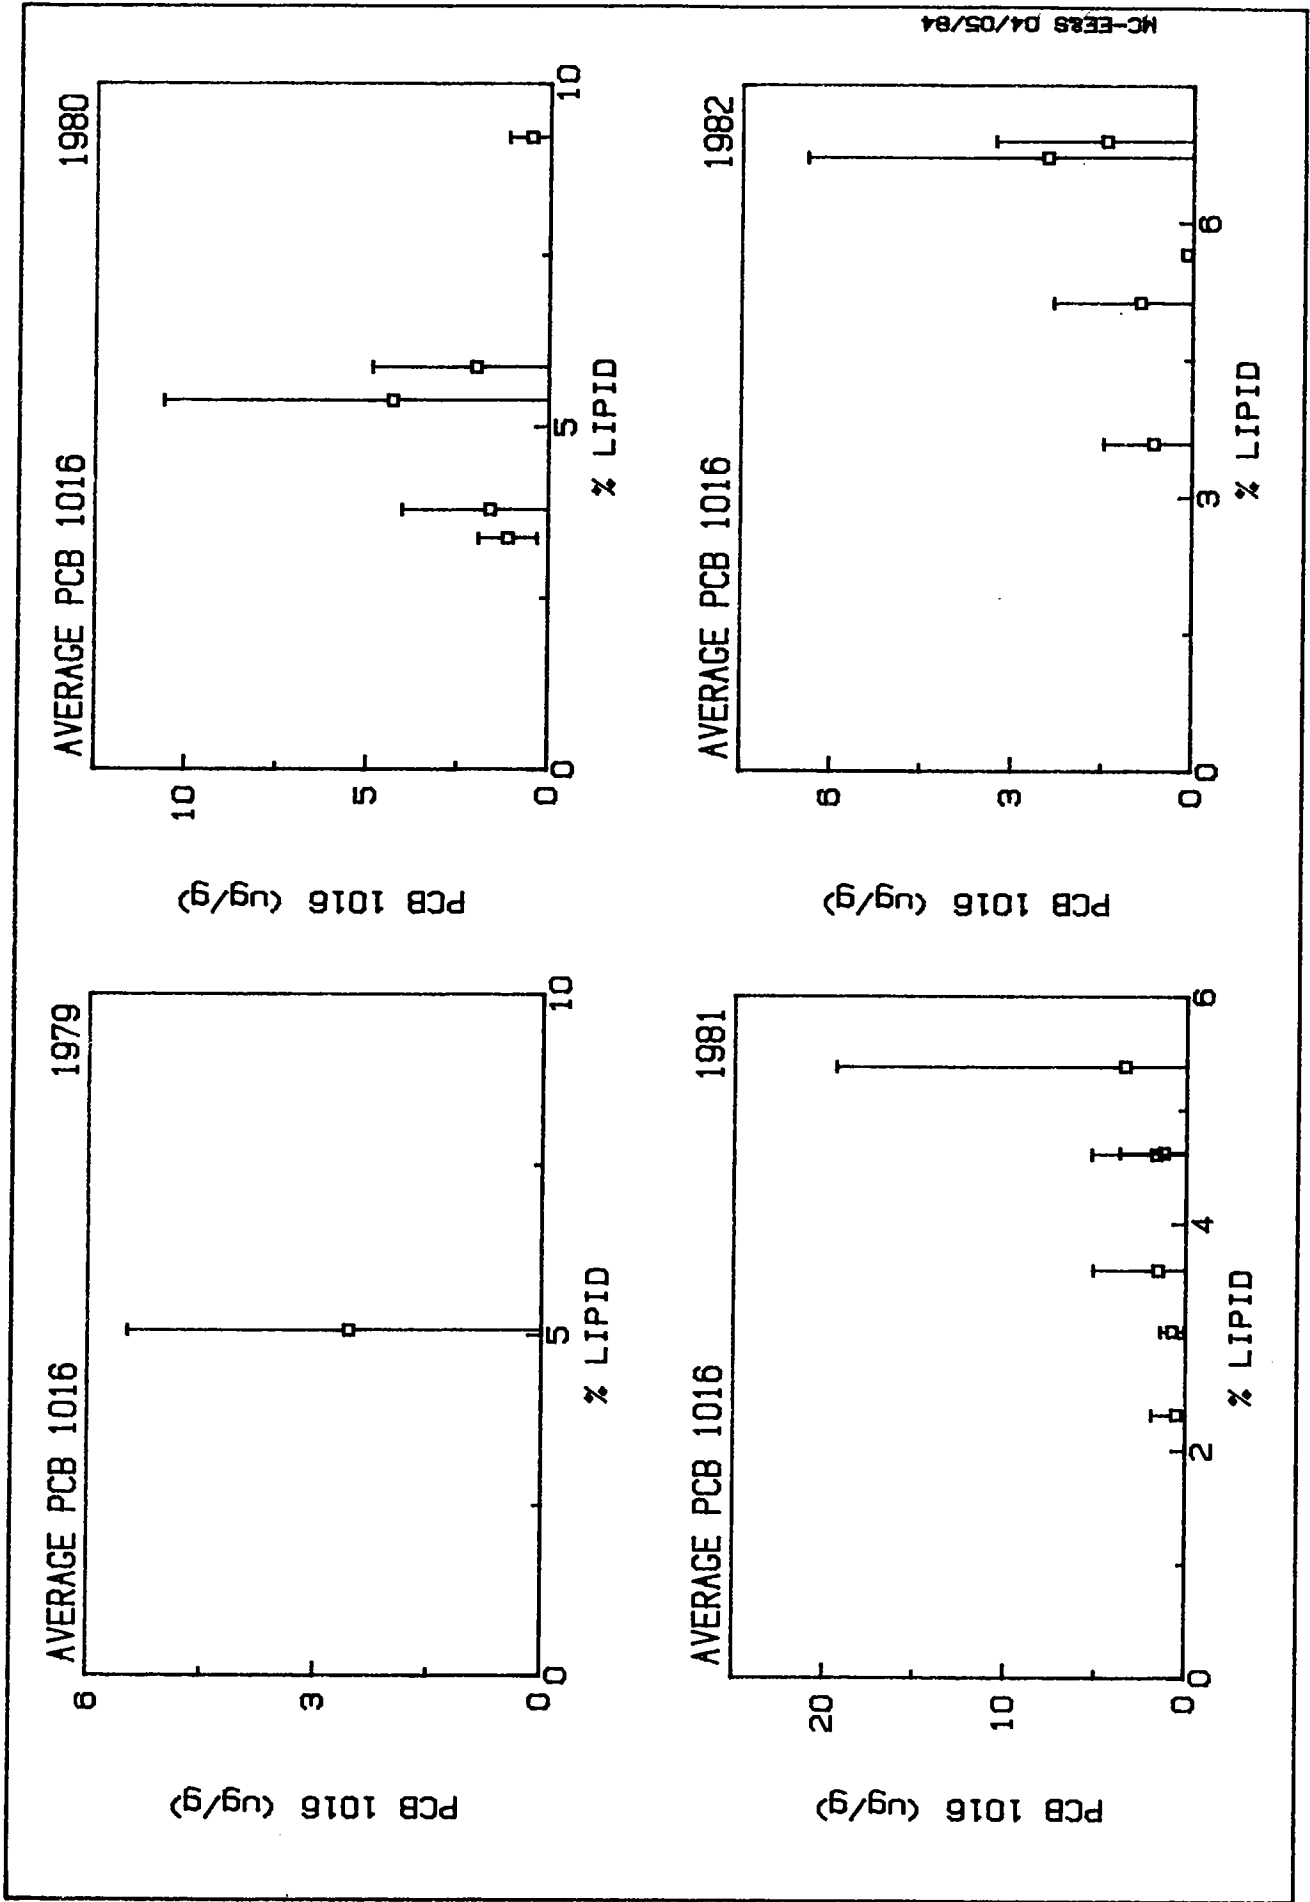 AVERAGE PCB 1016 1979
PCB 1016 (ug/g)
6
3
0
0 5 10
% LIPID
AVERAGE PCB 1016 1980
PCB 1016 (ug/g)
10
5
0
0 5 10
% LIPID
AVERAGE PCB 1016 1981
PCB 1016 (ug/g)
20
10
0
0 2 4 6
% LIPID
AVERAGE PCB 1016 1982
PCB 1016 (ug/g)
6
3
0
0 3 6
% LIPID
MC-EE&S 04/05/84